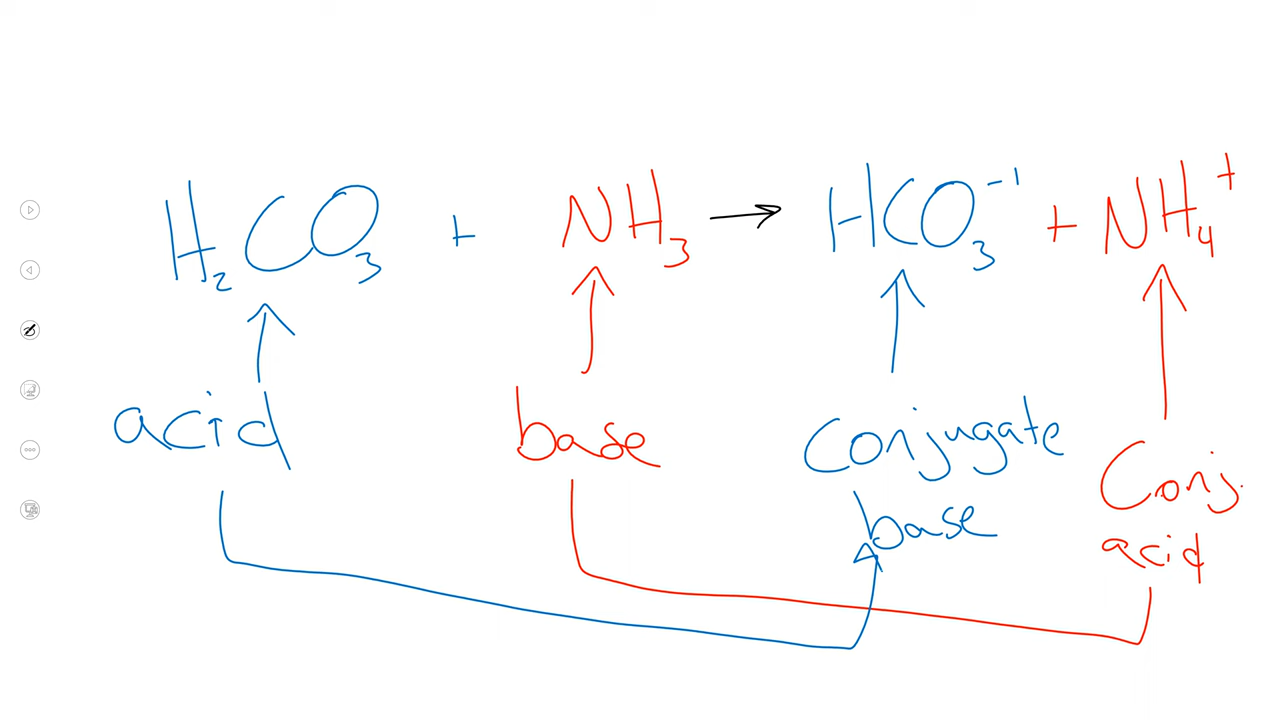 H₂CO₃ + NH₃ → HCO₃⁻¹ + NH₄⁺
acid base conjugate base Conj. acid